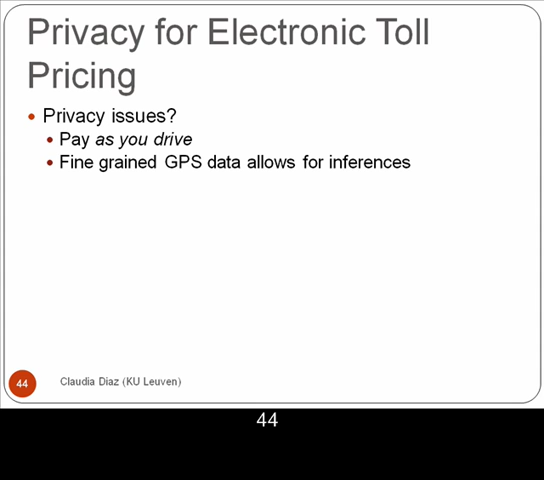 Privacy for Electronic Toll
Pricing
Privacy issues?
Pay as you drive
Fine grained GPS data allows for inferences
44
Claudia Diaz (KU Leuven)
44